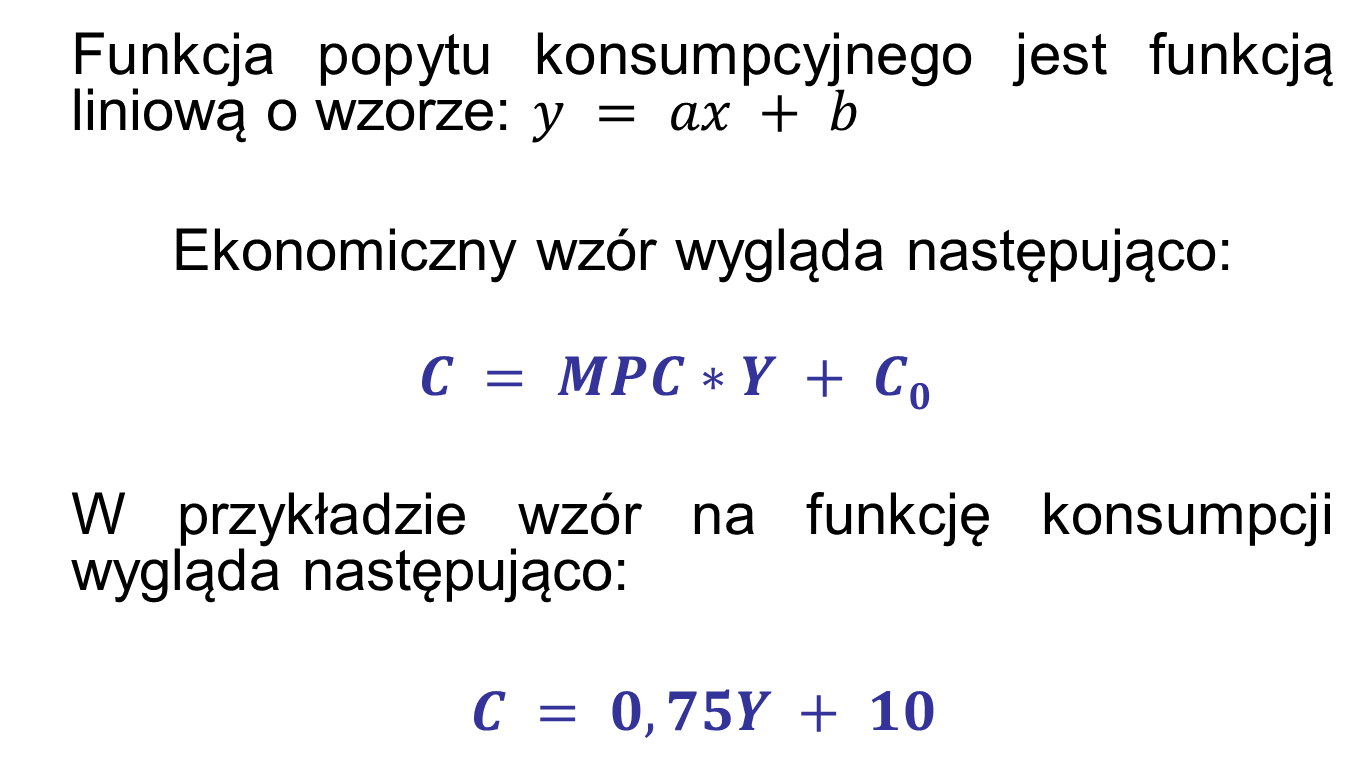 Funkcja popytu konsumpcyjnego jest funkcją
liniową o wzorze: y = ax + b
Ekonomiczny wzór wygląda następująco:
C = MPC * Y + C₀
W przykładzie wzór na funkcję konsumpcji
wygląda następująco:
C = 0,75Y + 10